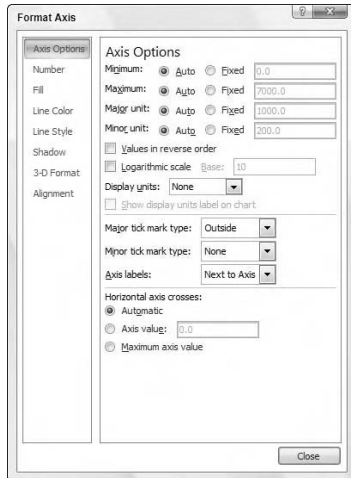 Format Axis
Axis Options
Number
Fill
Line Color
Line Style
Shadow
3-D Format
Alignment
Axis Options
Minimum: Auto Fixed 0.0
Maximum: Auto Fixed 7000.0
Major unit: Auto Fixed 1000.0
Minor unit: Auto Fixed 200.0
Values in reverse order
Logarithmic scale Base: 10
Display units: None
Show display units label on chart
Major tick mark type: Outside
Minor tick mark type: None
Axis labels: Next to Axis
Horizontal axis crosses:
Automatic
Axis value: 0.0
Maximum axis value
Close